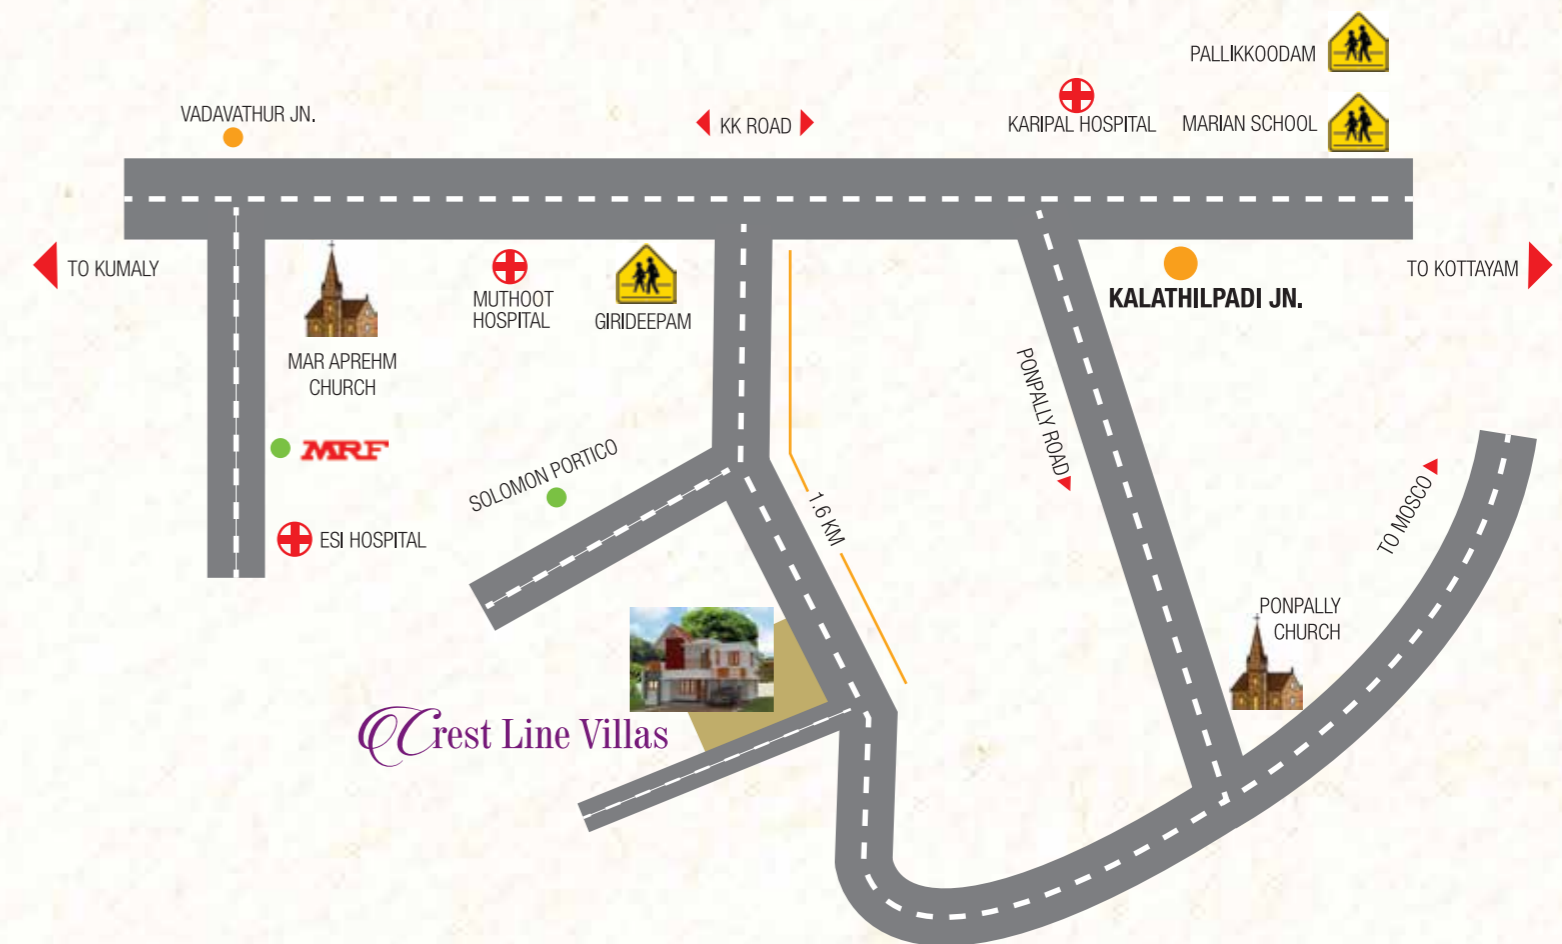 PALLIKKOODAM
VADAVATHUR JN.
KK ROAD
KARIPAL HOSPITAL
MARIAN SCHOOL
TO KUMALY
TO KOTTAYAM
MUTHOOT
HOSPITAL
GIRIDEEPAM
KALATHILPADI JN.
MAR APREHM
CHURCH
PONPALLY ROAD
MRF
SOLOMON PORTICO
1.6 KM
TO MOSCO
ESI HOSPITAL
PONPALLY
CHURCH
Crest Line Villas